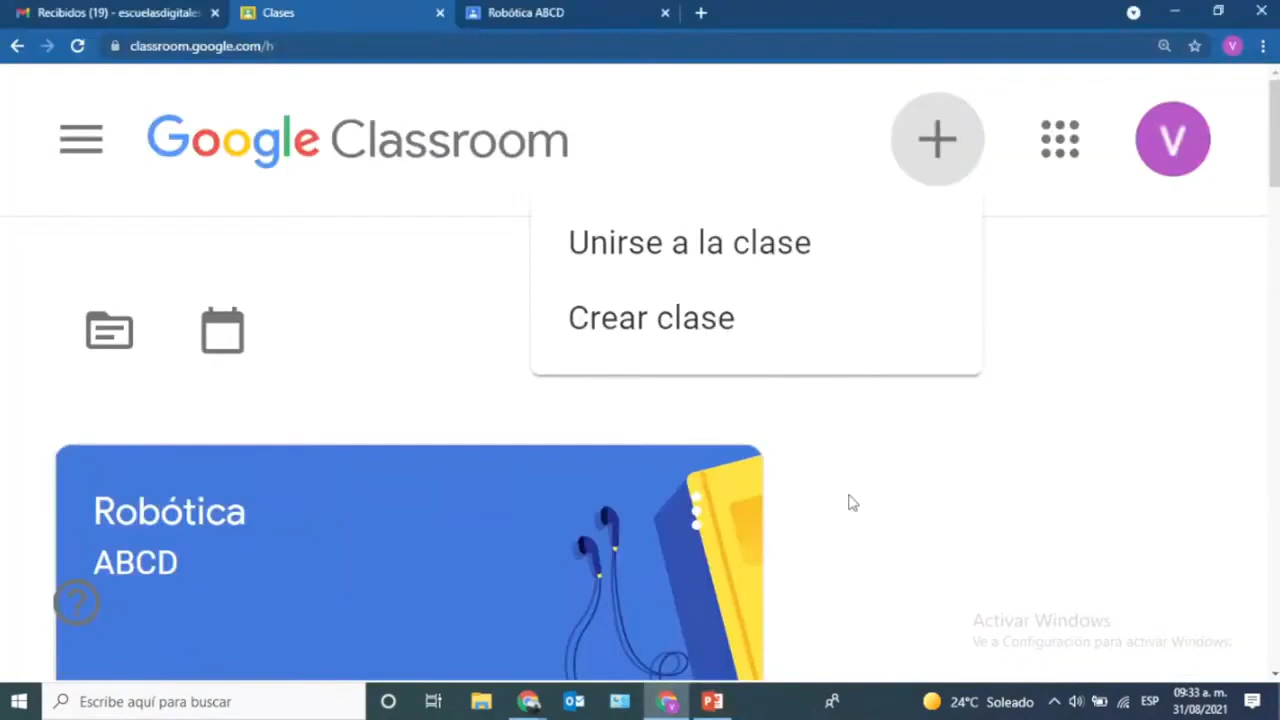 Recibidos (19) - escuelasdigitale
Clases
Robótica ABCD
classroom.google.com/h
V
Google Classroom
V
Unirse a la clase
Crear clase
Robótica
ABCD
?
Activar Windows
Ve a Configuración para activar Windows.
Escribe aquí para buscar
24°C Soleado
ESP
09:33 a. m.
31/08/2021